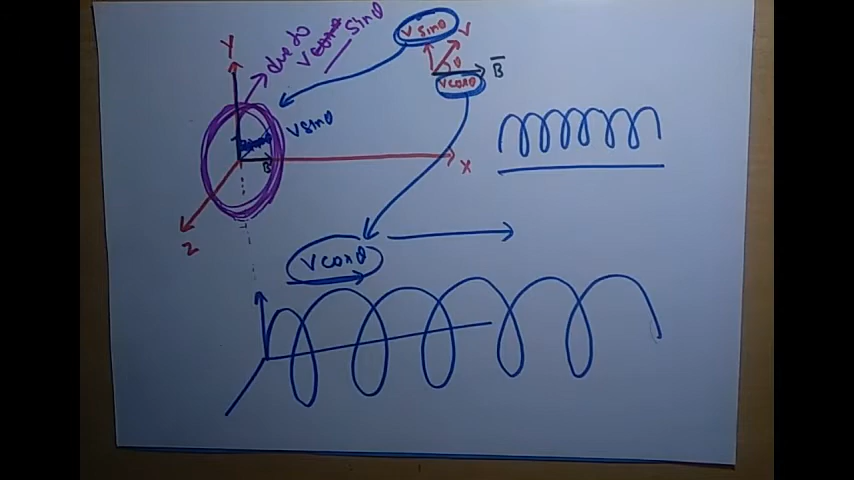 Y
due to
V
Sinθ
V sinθ
V
θ
B
V cosθ
V sinθ
B
X
Z
V cosθ